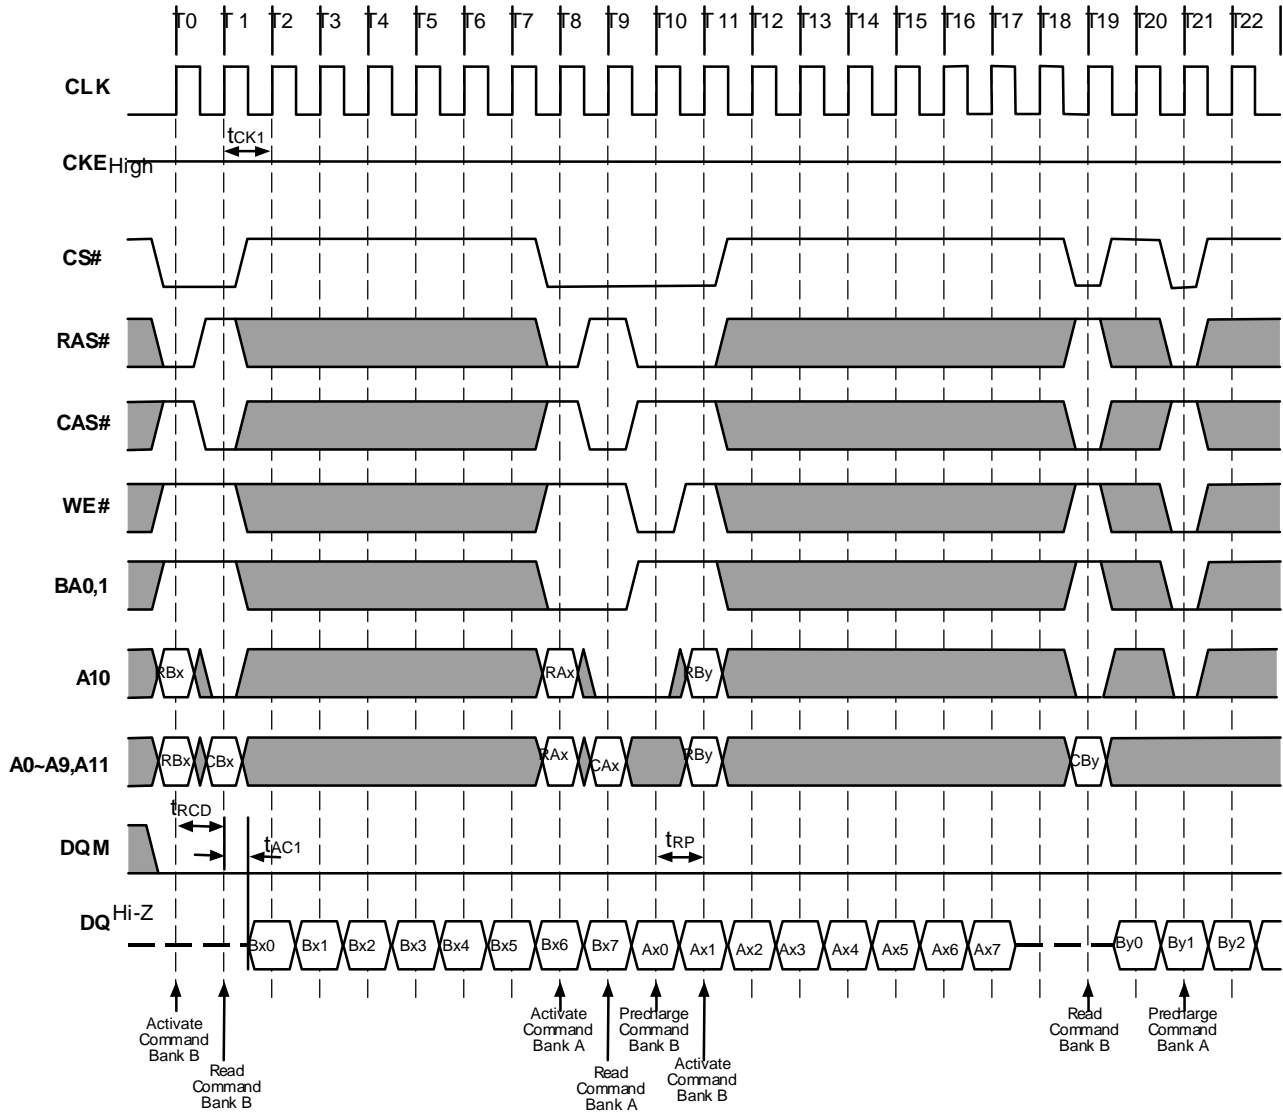 T0 T 1 T2 T3 T4 T5 T6 T7 T8 T9 T10 T 11 T12 T13 T14 T15 T16 T17 T18 T19 T20 T21 T22
CLK
tCK1
CKE High
CS#
RAS#
CAS#
WE#
BA0,1
A10 RBx RAx RBy
A0~A9,A11 RBx CBx RAx CAx RBy CBy
tRCD
DQM tAC1 tRP
DQ Hi-Z Bx0 Bx1 Bx2 Bx3 Bx4 Bx5 Bx6 Bx7 Ax0 Ax1 Ax2 Ax3 Ax4 Ax5 Ax6 Ax7 By0 By1 By2
Activate
Command
Bank B
Read
Command
Bank B
Activate
Command
Bank A
Read
Command
Bank A
Precharge
Command
Bank B
Activate
Command
Bank B
Read
Command
Bank B
Precharge
Command
Bank A